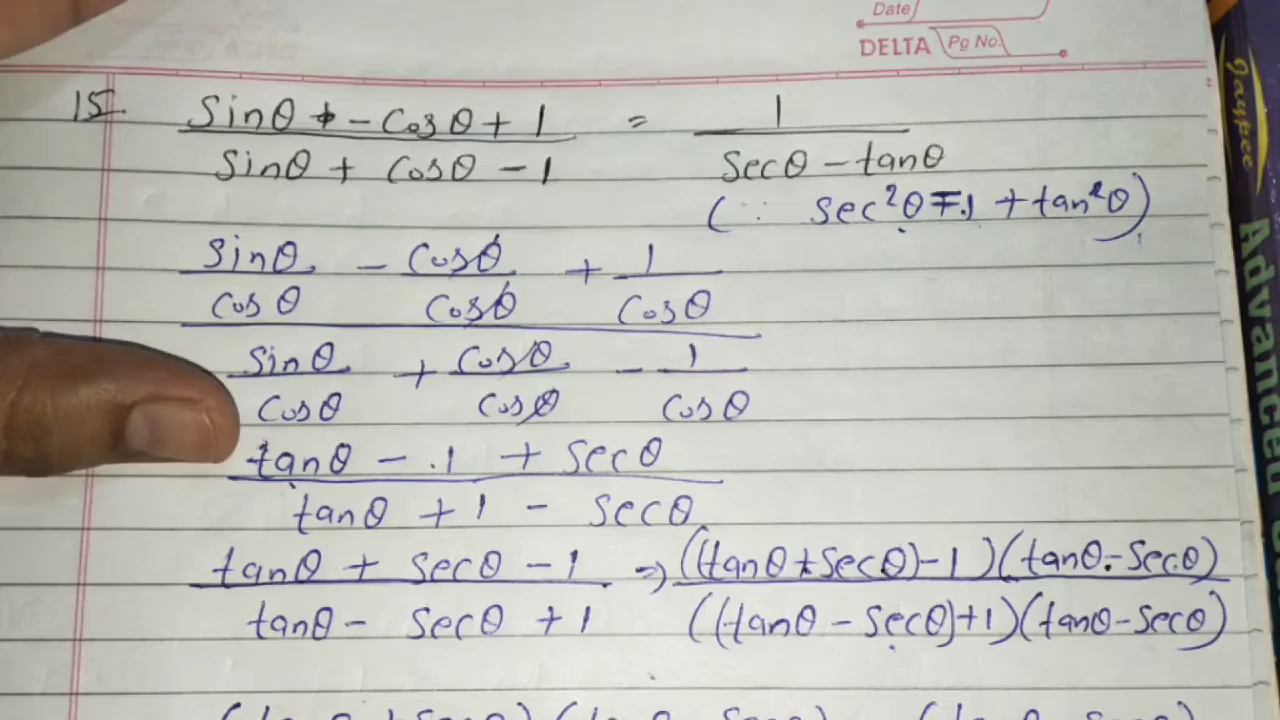 Date
DELTA Pg No.
15. sinθ - cosθ + 1 = 1
sinθ + cosθ - 1 secθ - tanθ
(∵ sec²θ = 1 + tan²θ)
sinθ - cosθ + 1
cosθ cosθ cosθ
sinθ + cosθ - 1
cosθ cosθ cosθ
tanθ - 1 + secθ
tanθ + 1 - secθ
tanθ + secθ - 1 ⇒ ((tanθ + secθ) - 1)(tanθ - secθ)
tanθ - secθ + 1 ((tanθ - secθ) + 1)(tanθ - secθ)
Jaypee
Advanced